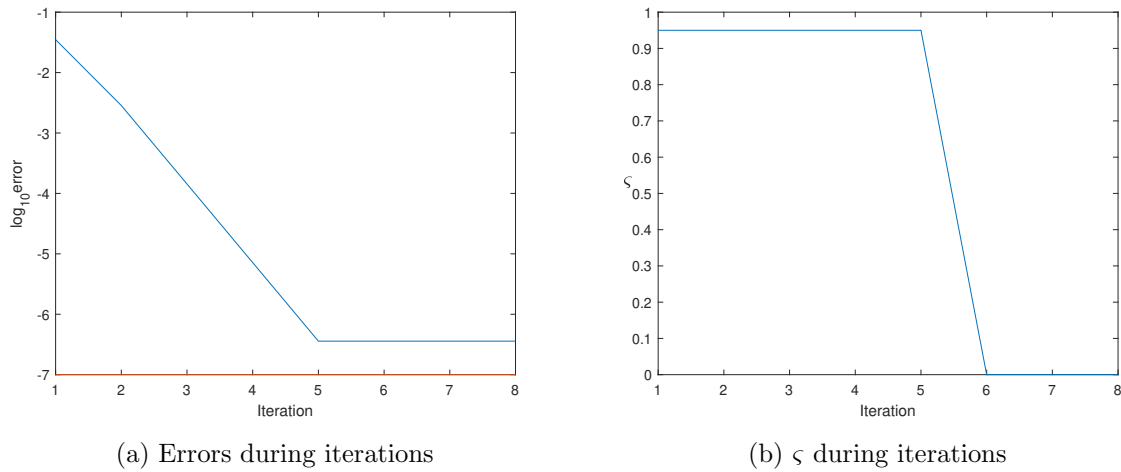 -1
-2
-3
-4
-5
-6
-7
log10error
1 2 3 4 5 6 7 8
Iteration
(a) Errors during iterations
1
0.9
0.8
0.7
0.6
0.5
0.4
0.3
0.2
0.1
0
ς
1 2 3 4 5 6 7 8
Iteration
(b) ς during iterations